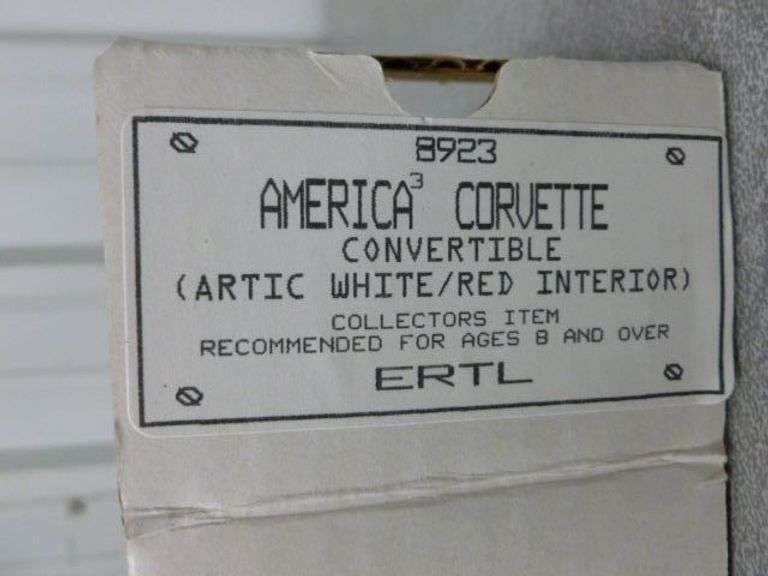 8923
AMERICA³ CORVETTE
CONVERTIBLE
(ARTIC WHITE/RED INTERIOR)
COLLECTORS ITEM
RECOMMENDED FOR AGES 8 AND OVER
ERTL